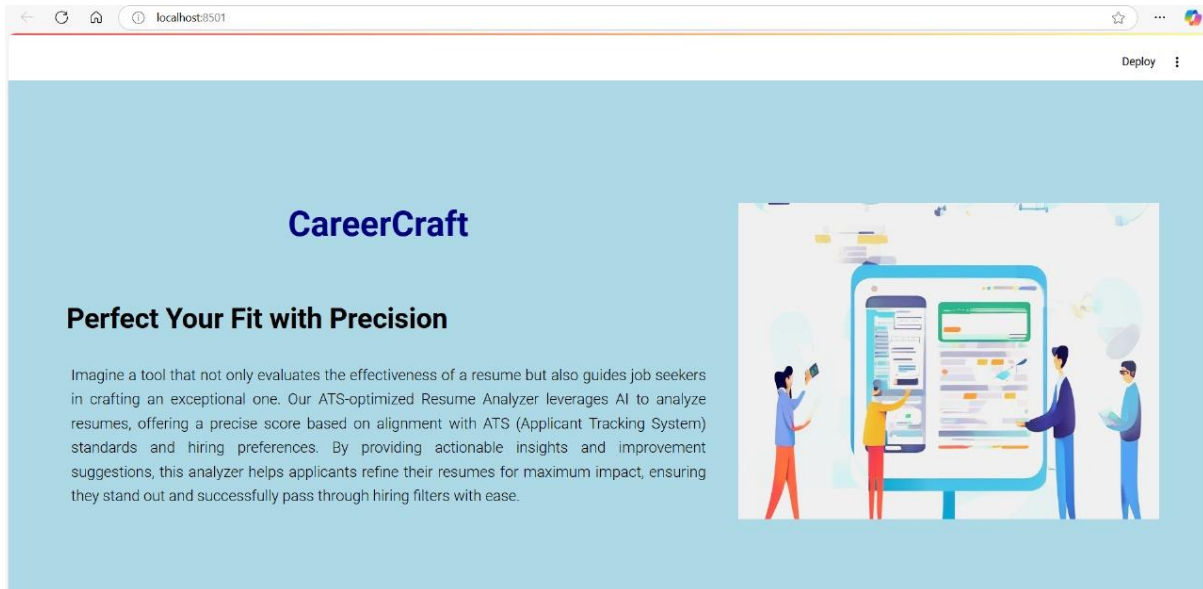 localhost:8501
Deploy
CareerCraft
Perfect Your Fit with Precision
Imagine a tool that not only evaluates the effectiveness of a resume but also guides job seekers
in crafting an exceptional one. Our ATS-optimized Resume Analyzer leverages AI to analyze
resumes, offering a precise score based on alignment with ATS (Applicant Tracking System)
standards and hiring preferences. By providing actionable insights and improvement
suggestions, this analyzer helps applicants refine their resumes for maximum impact, ensuring
they stand out and successfully pass through hiring filters with ease.